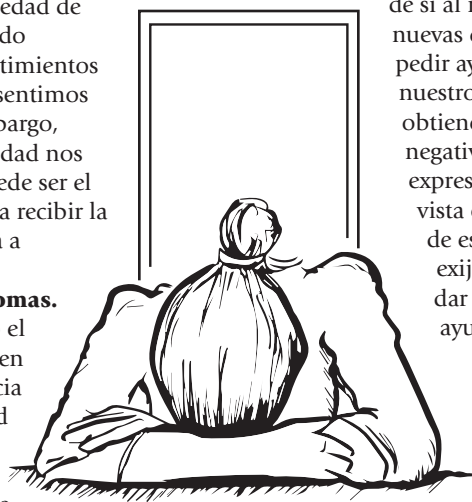 edad de
do
timientos
sentimos
bargo,
dad nos
ede ser el
a recibir la
a a
omas.
el
en
cia
d
de sí al
nuevas
pedir ay
nuestro
obtiene
negativ
expres
vista
de es
exij
dar
ayu